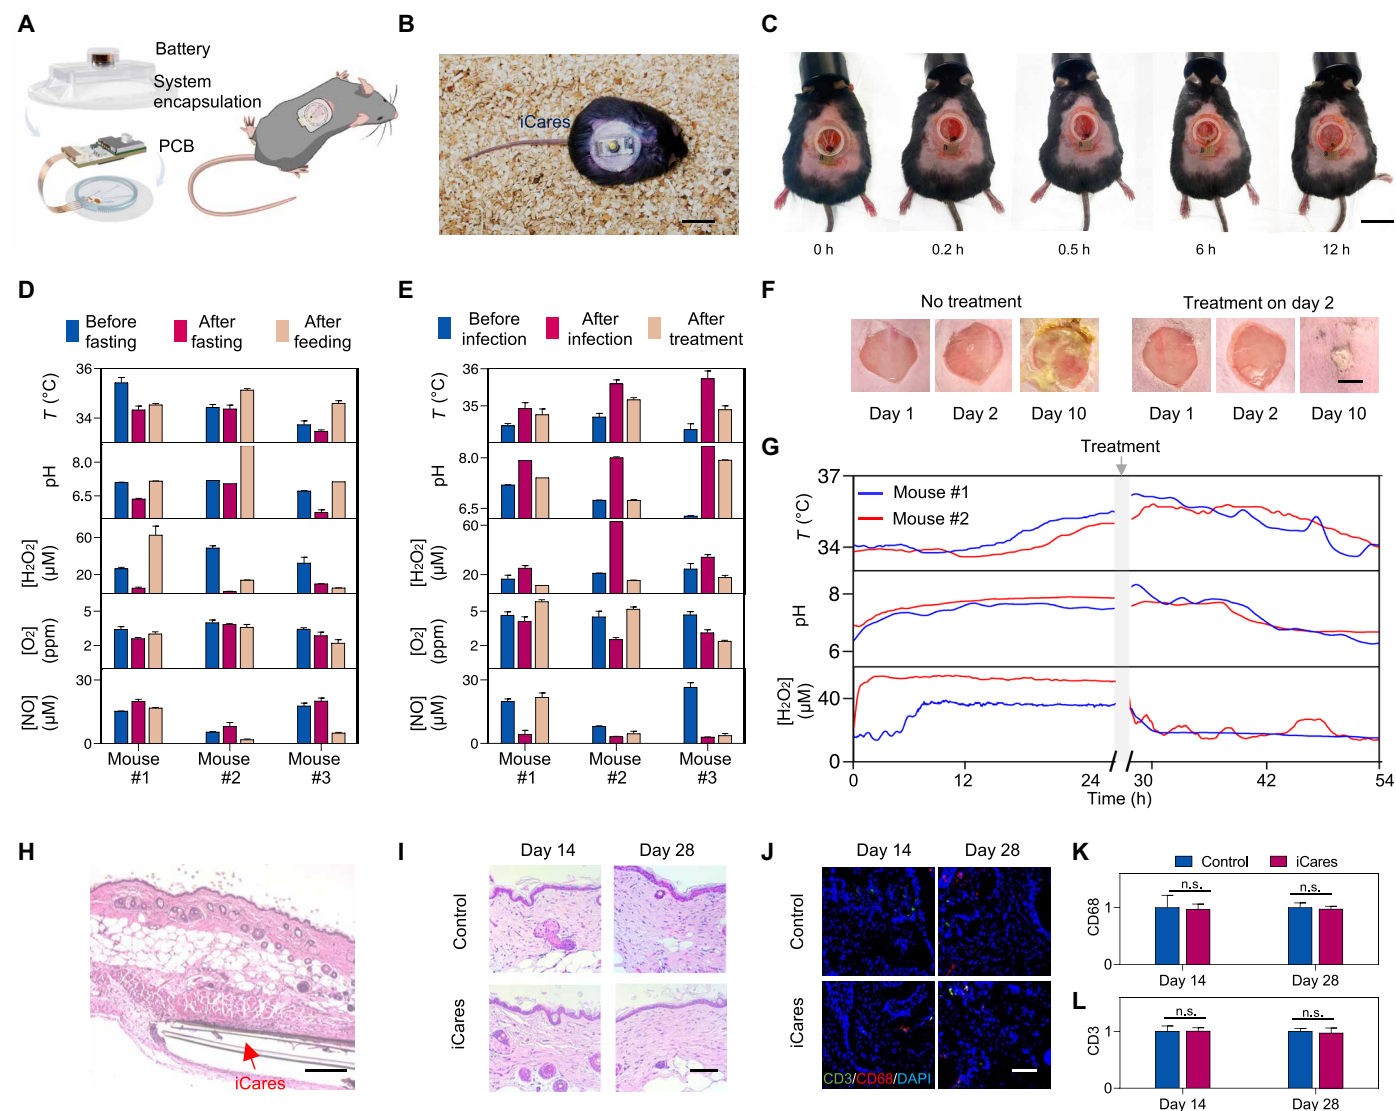 A
Battery
System
encapsulation
PCB
B
iCares
C
0 h
0.2 h
0.5 h
6 h
12 h
D
Before
fasting
After
fasting
After
feeding
36
34
T (°C)
8.0
6.5
pH
60
20
[H₂O₂]
(µM)
5
2
[O₂]
(ppm)
30
0
[NO]
(µM)
Mouse
#1
Mouse
#2
Mouse
#3
E
Before
infection
After
infection
After
treatment
36
35
T (°C)
8.0
6.5
pH
60
20
[H₂O₂]
(µM)
5
2
[O₂]
(ppm)
30
0
[NO]
(µM)
Mouse
#1
Mouse
#2
Mouse
#3
F
No treatment
Treatment on day 2
Day 1
Day 2
Day 10
Day 1
Day 2
Day 10
G
Treatment
Mouse #1
Mouse #2
37
34
T (°C)
8
6
pH
40
0
[H₂O₂]
(µM)
0
12
24
30
42
54
Time (h)
H
iCares
I
Day 14
Day 28
Control
iCares
J
Day 14
Day 28
Control
iCares
CD3/CD68/DAPI
K
Control
iCares
n.s.
n.s.
1
0
CD68
Day 14
Day 28
L
n.s.
n.s.
1
0
CD3
Day 14
Day 28